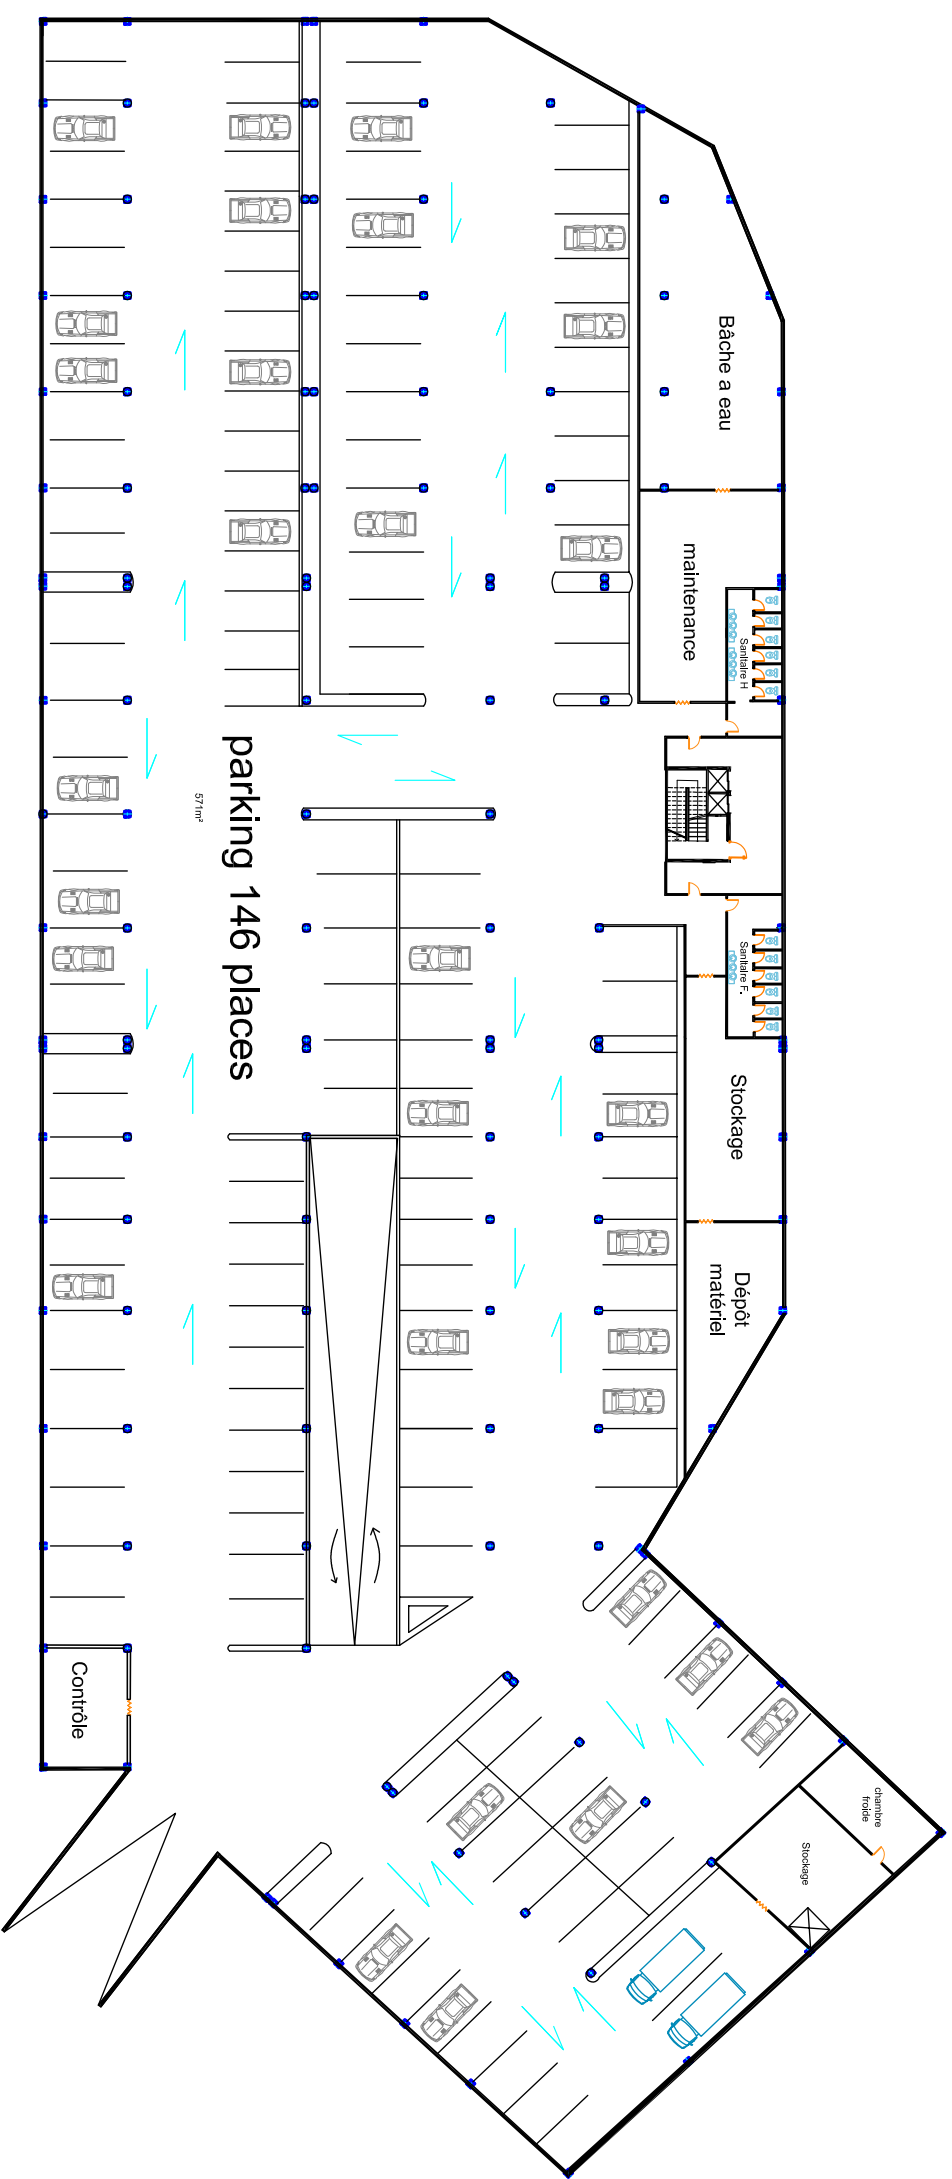 Bâche a eau
maintenance
Sanitaire H
parking 146 places
571m²
Sanitaire F.
Stockage
Dépôt
matériel
Contrôle
chambre
froide
Stockage